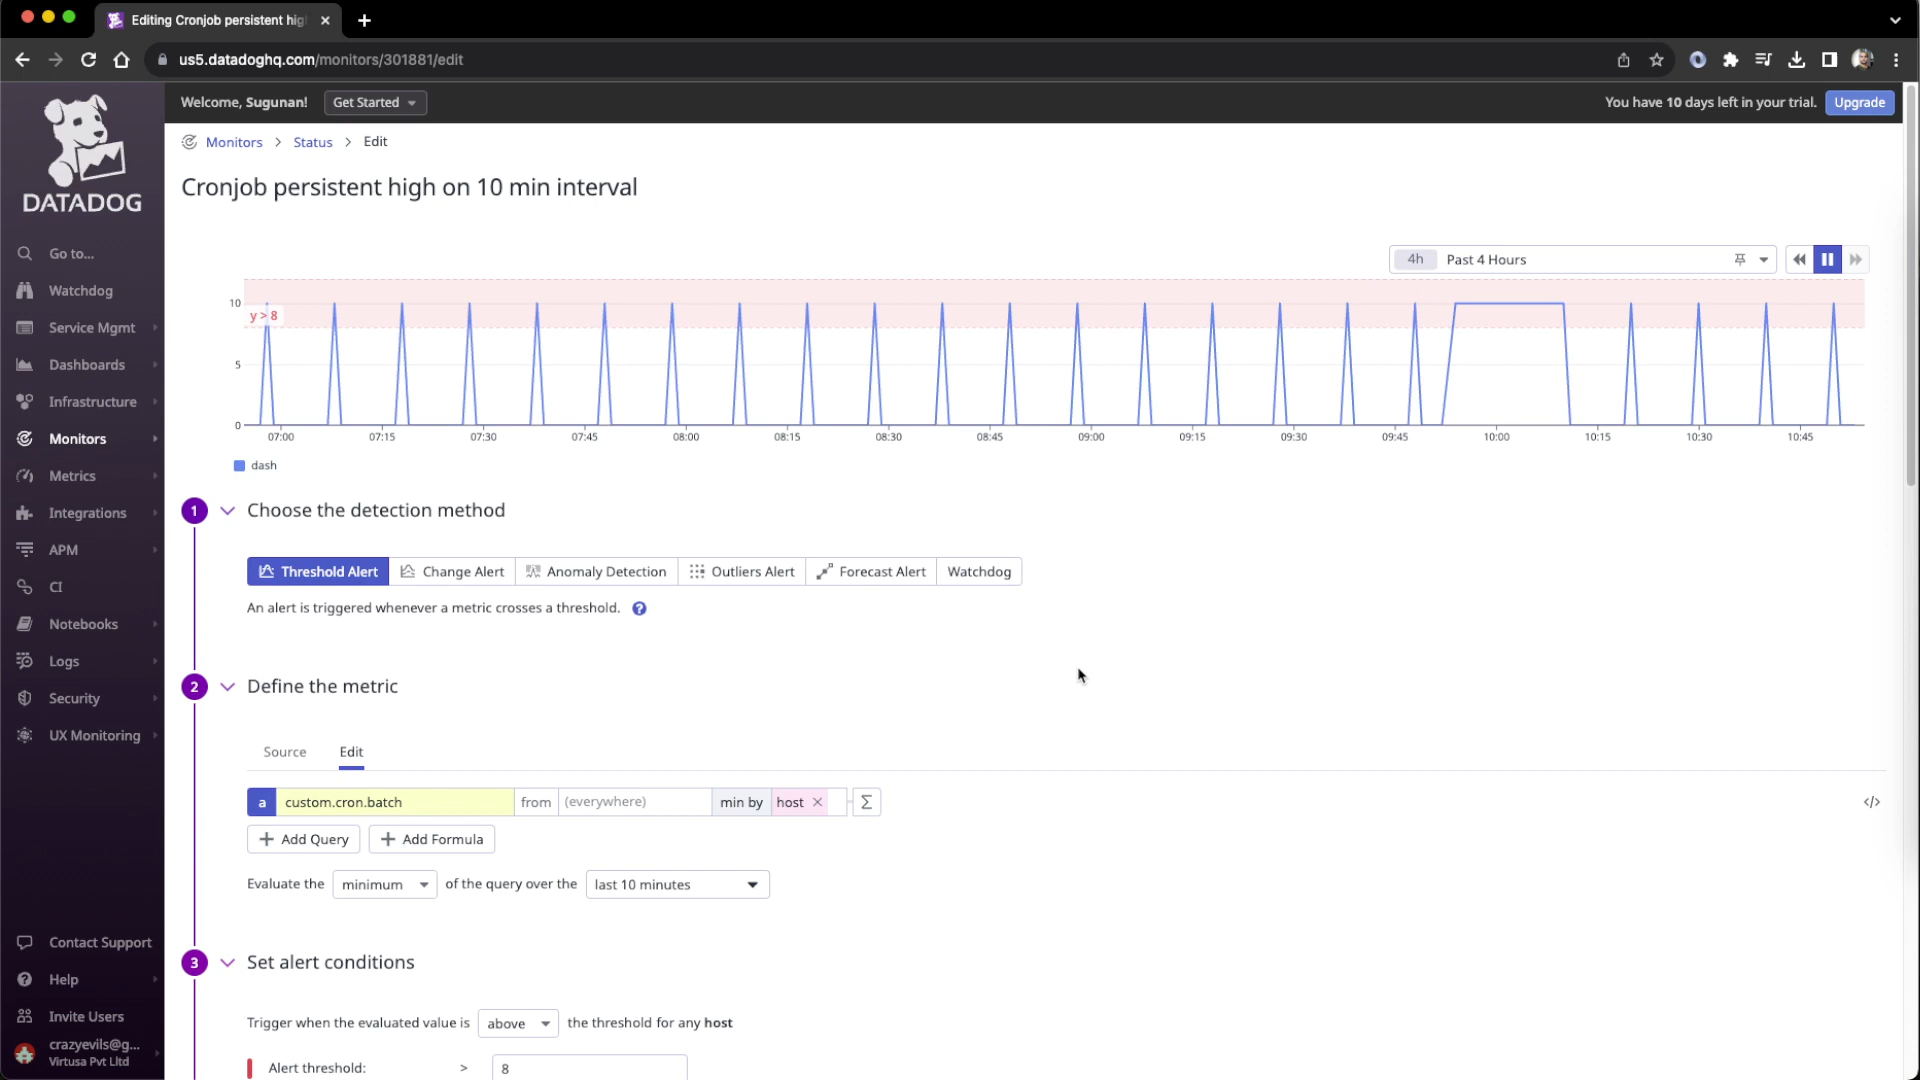 Editing Cronjob persistent hig
us5.datadoghq.com/monitors/301881/edit
DATADOG
Welcome, Sugunan!
Get Started
You have 10 days left in your trial.
Upgrade
Monitors > Status > Edit
Cronjob persistent high on 10 min interval
Go to...
Watchdog
Service Mgmt
Dashboards
Infrastructure
Monitors
Metrics
Integrations
APM
CI
Notebooks
Logs
Security
UX Monitoring
Contact Support
Help
Invite Users
crazyevils@g...
Virtusa Pvt Ltd
4h Past 4 Hours
10
y > 8
5
0
07:00 07:15 07:30 07:45 08:00 08:15 08:30 08:45 09:00 09:15 09:30 09:45 10:00 10:15 10:30 10:45
dash
1 Choose the detection method
Threshold Alert Change Alert Anomaly Detection Outliers Alert Forecast Alert Watchdog
An alert is triggered whenever a metric crosses a threshold. ?
2 Define the metric
Source Edit
a custom.cron.batch from (everywhere) min by host × Σ </>
+ Add Query + Add Formula
Evaluate the minimum of the query over the last 10 minutes
3 Set alert conditions
Trigger when the evaluated value is above the threshold for any host
Alert threshold: > 8